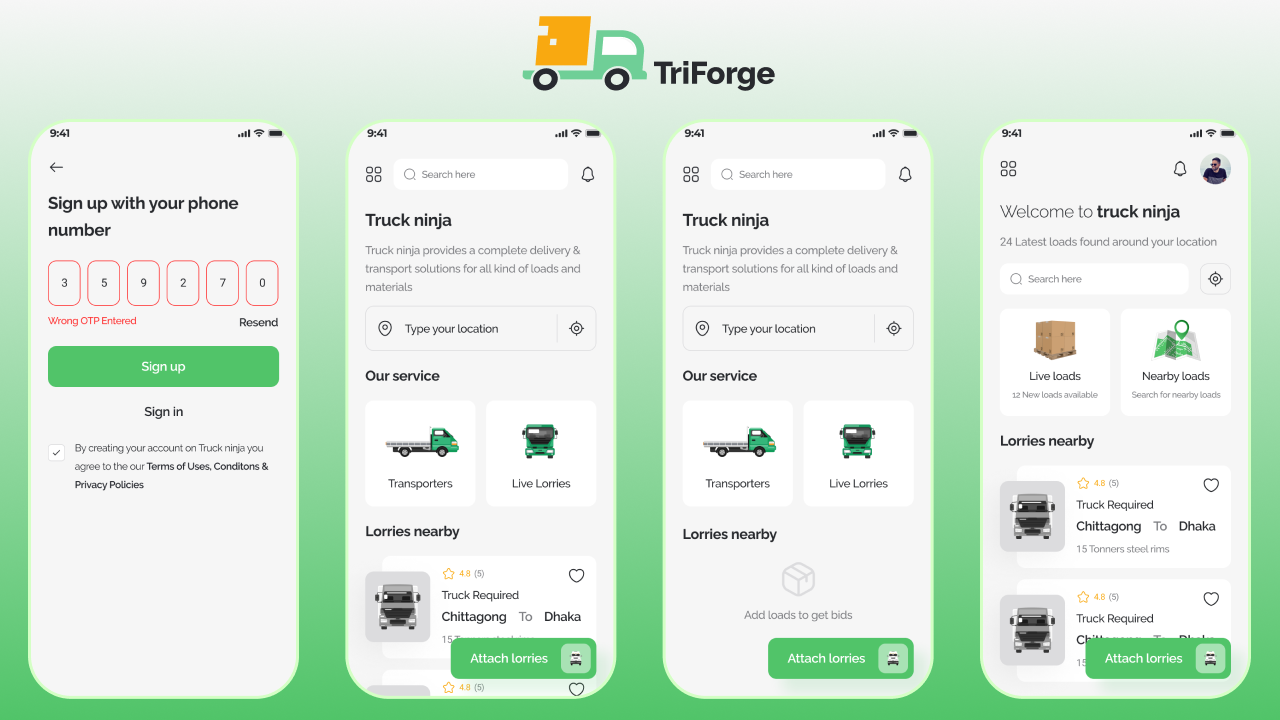 TriForge
9:41
Sign up with your phone
number
3 5 9 2 7 0
Wrong OTP Entered
Resend
Sign up
Sign in
By creating your account on Truck ninja you
agree to the our Terms of Uses, Conditons &
Privacy Policies
9:41
Search here
Truck ninja
Truck ninja provides a complete delivery &
transport solutions for all kind of loads and
materials
Type your location
Our service
Transporters
Live Lorries
Lorries nearby
4.8 (5)
Truck Required
Chittagong To Dhaka
Attach lorries
4.8 (5)
9:41
Search here
Truck ninja
Truck ninja provides a complete delivery &
transport solutions for all kind of loads and
materials
Type your location
Our service
Transporters
Live Lorries
Lorries nearby
Add loads to get bids
Attach lorries
9:41
Welcome to truck ninja
24 Latest loads found around your location
Search here
Live loads
12 New loads available
Nearby loads
Search for nearby loads
Lorries nearby
4.8 (5)
Truck Required
Chittagong To Dhaka
15 Tonners steel rims
4.8 (5)
Truck Required
Attach lorries